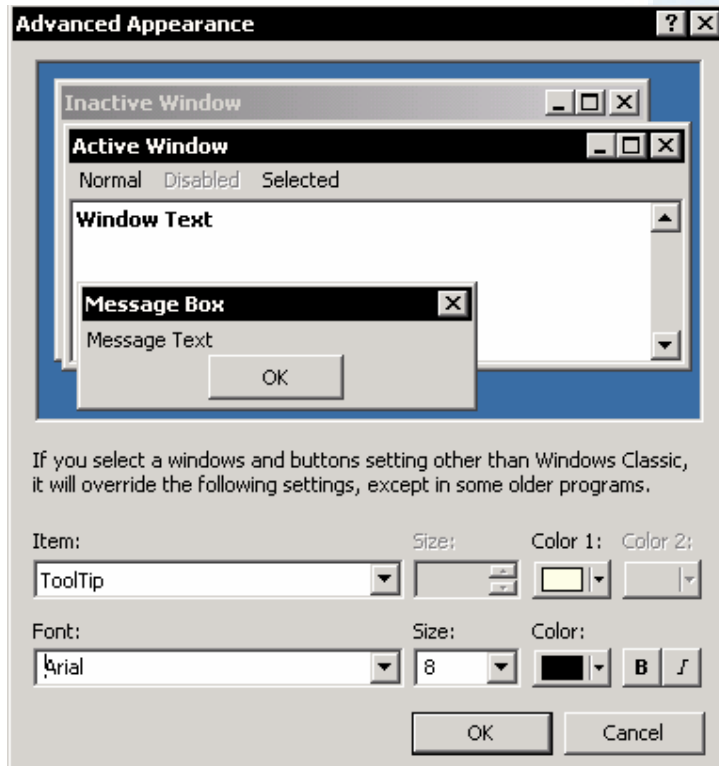 Advanced Appearance
Inactive Window
Active Window
Normal Disabled Selected
Window Text
Message Box
Message Text
OK
If you select a windows and buttons setting other than Windows Classic,
it will override the following settings, except in some older programs.
Item: Size: Color 1: Color 2:
ToolTip
Font: Size: Color:
Arial 8 B I
OK Cancel